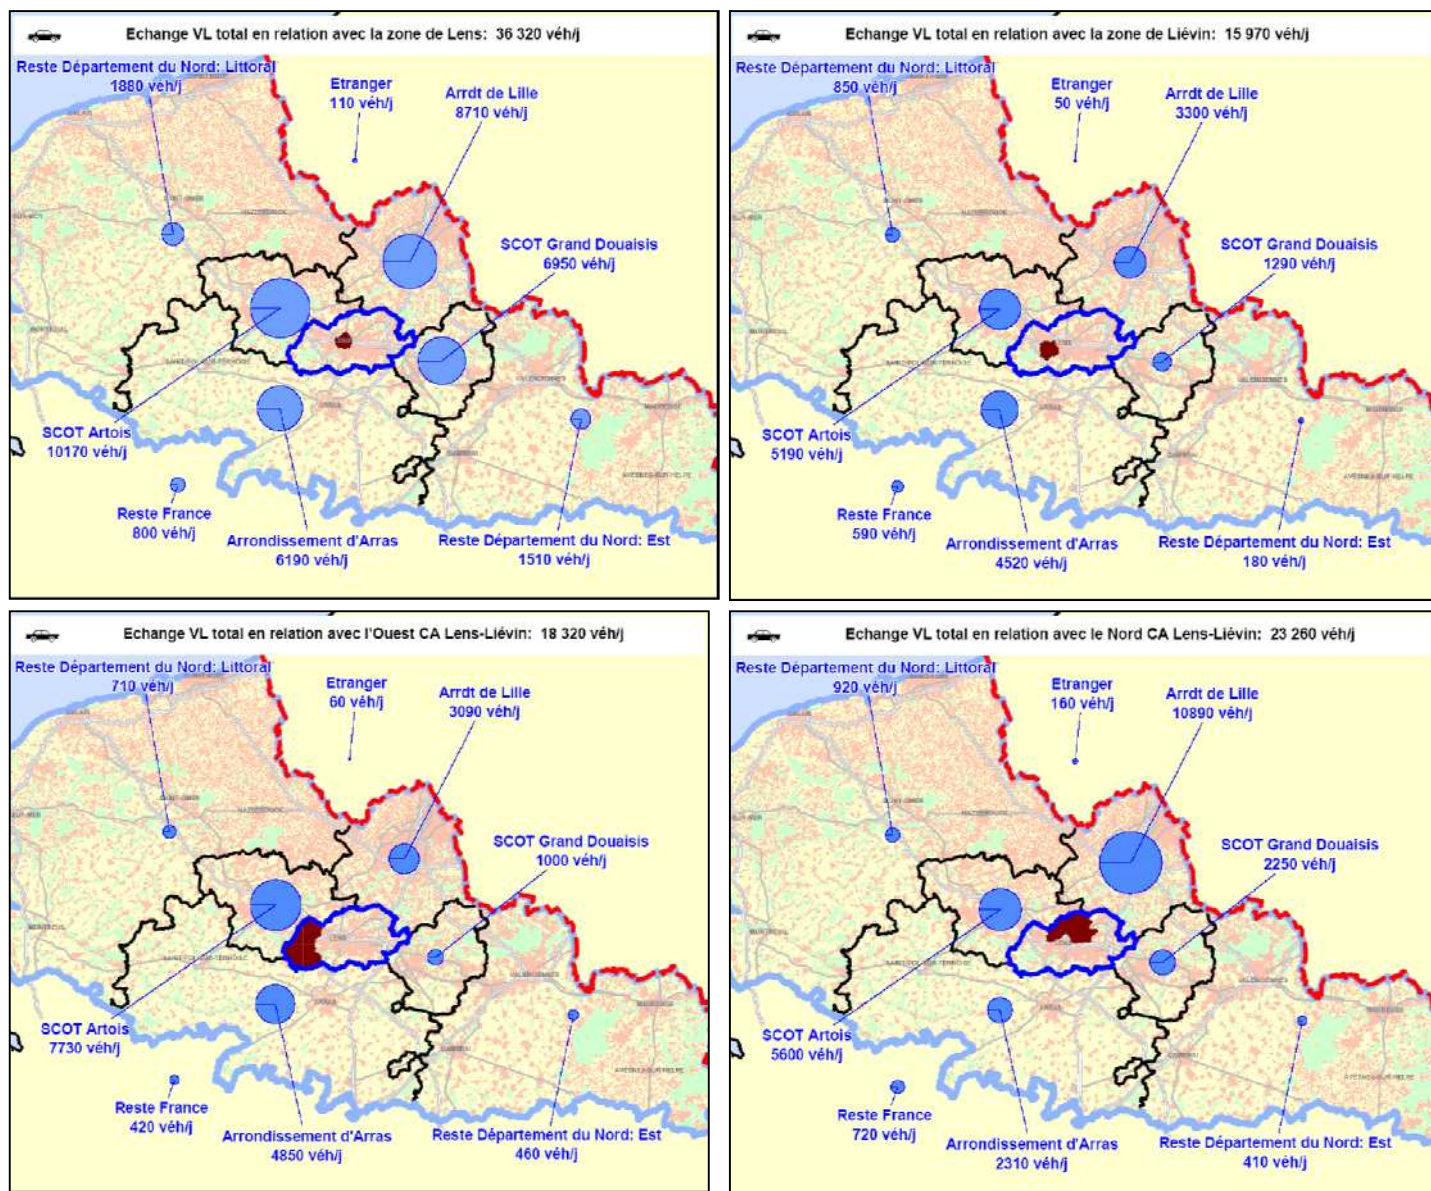 Echange VL total en relation avec la zone de Lens: 36 320 véh/j
Reste Département du Nord: Littoral
1880 véh/j
Etranger
110 véh/j
Arrdt de Lille
8710 véh/j
SCOT Grand Douaisis
6950 véh/j
SCOT Artois
10170 véh/j
Reste France
800 véh/j
Arrondissement d'Arras
6190 véh/j
Reste Département du Nord: Est
1510 véh/j
Echange VL total en relation avec la zone de Liévin: 15 970 véh/j
Reste Département du Nord: Littoral
850 véh/j
Etranger
50 véh/j
Arrdt de Lille
3300 véh/j
SCOT Grand Douaisis
1290 véh/j
SCOT Artois
5190 véh/j
Reste France
590 véh/j
Arrondissement d'Arras
4520 véh/j
Reste Département du Nord: Est
180 véh/j
Echange VL total en relation avec l'Ouest CA Lens-Liévin: 18 320 véh/j
Reste Département du Nord: Littoral
710 véh/j
Etranger
60 véh/j
Arrdt de Lille
3090 véh/j
SCOT Grand Douaisis
1000 véh/j
SCOT Artois
7730 véh/j
Reste France
420 véh/j
Arrondissement d'Arras
4850 véh/j
Reste Département du Nord: Est
460 véh/j
Echange VL total en relation avec le Nord CA Lens-Liévin: 23 260 véh/j
Reste Département du Nord: Littoral
920 véh/j
Etranger
160 véh/j
Arrdt de Lille
10890 véh/j
SCOT Grand Douaisis
2250 véh/j
SCOT Artois
5600 véh/j
Reste France
720 véh/j
Arrondissement d'Arras
2310 véh/j
Reste Département du Nord: Est
410 véh/j